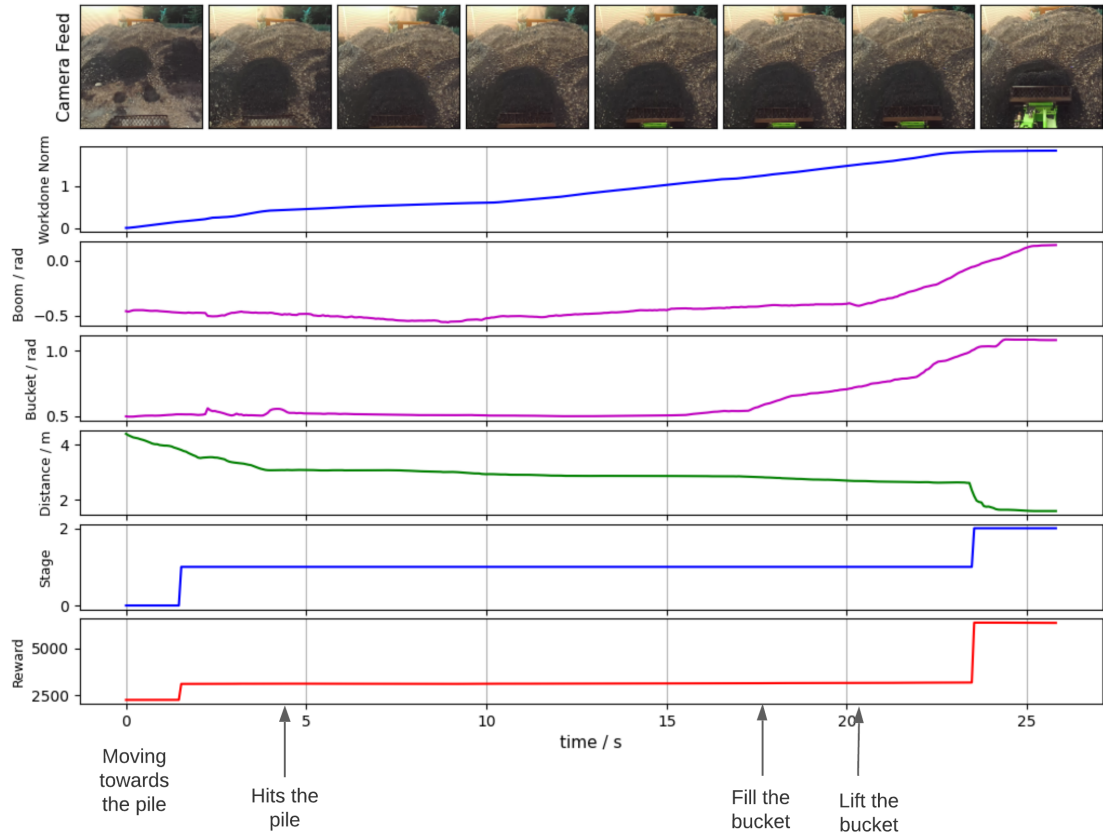 Camera Feed
Workdone Norm
1
0
Boom / rad
0.0
−0.5
Bucket / rad
1.0
0.5
Distance / m
4
2
Stage
2
0
Reward
5000
2500
0 5 10 15 20 25
time / s
Moving
towards
the pile
Hits the
pile
Fill the
bucket
Lift the
bucket